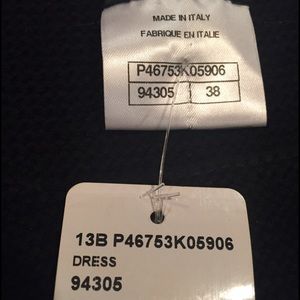 MADE IN ITALY
FABRIQUE EN ITALIE
P46753K05906
94305 38
13B P46753K05906
DRESS
94305